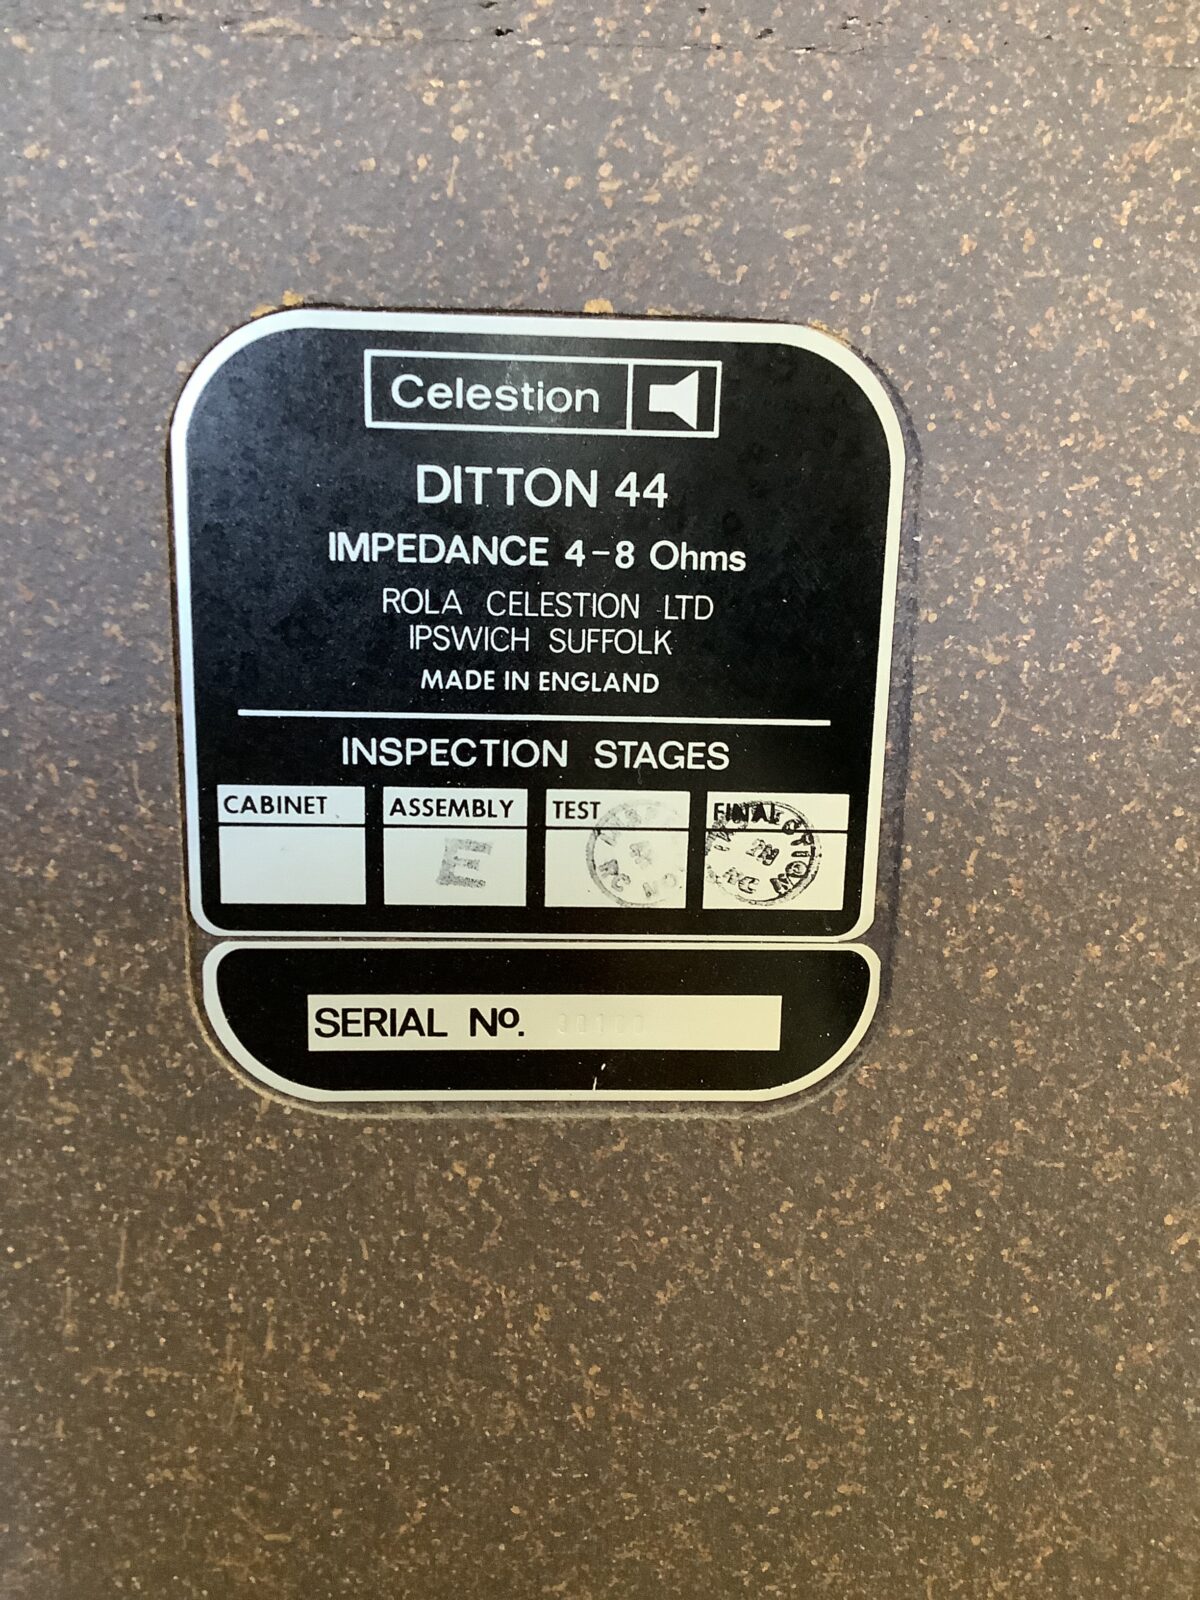 Celestion
DITTON 44
IMPEDANCE 4-8 Ohms
ROLA CELESTION LTD
IPSWICH SUFFOLK
MADE IN ENGLAND
INSPECTION STAGES
CABINET ASSEMBLY TEST FINAL
E
SERIAL No.